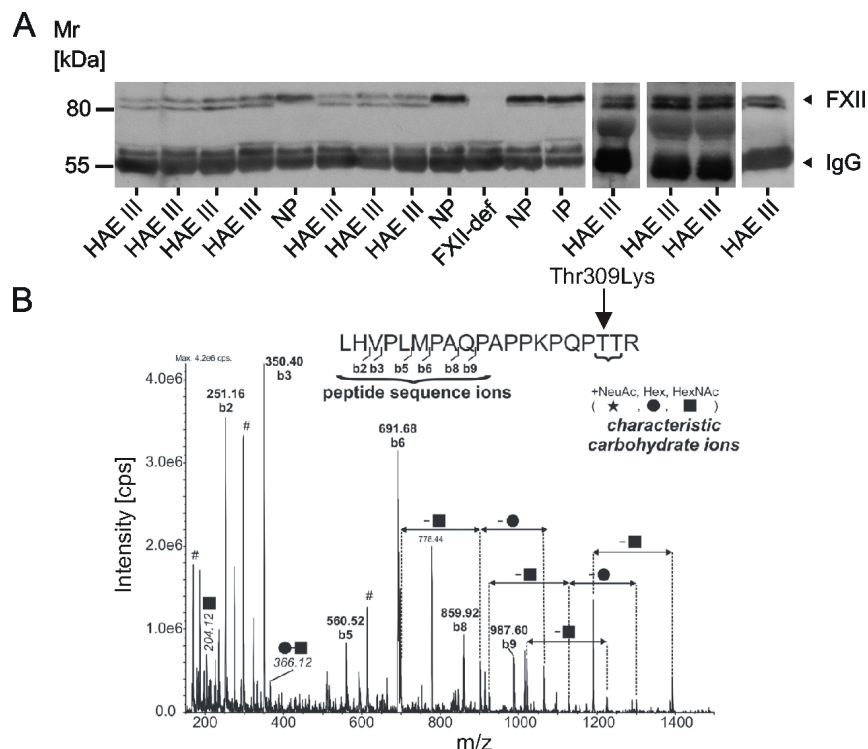 A
Mr
[kDa]
80
55
FXII
IgG
HAE III
HAE III
HAE III
HAE III
NP
HAE III
HAE III
HAE III
NP
FXII-def
NP
IP
HAE III
HAE III
HAE III
HAE III
B
Thr309Lys
LHVPLMPAQPAPPKPQPTTR
b2 b3 b5 b6 b8 b9
peptide sequence ions
+NeuAc, Hex, HexNAc
( ★ , ● , ■ )
characteristic
carbohydrate ions
Max. 4.2e6 cps.
Intensity [cps]
4.0e6
3.0e6
2.0e6
1.0e6
0.0
#
204.12
251.16
b2
#
350.40
b3
366.12
560.52
b5
#
691.68
b6
778.44
859.92
b8
987.60
b9
– ■
– ●
– ■
– ●
– ■
– ■
200 400 600 800 1000 1200 1400
m/z